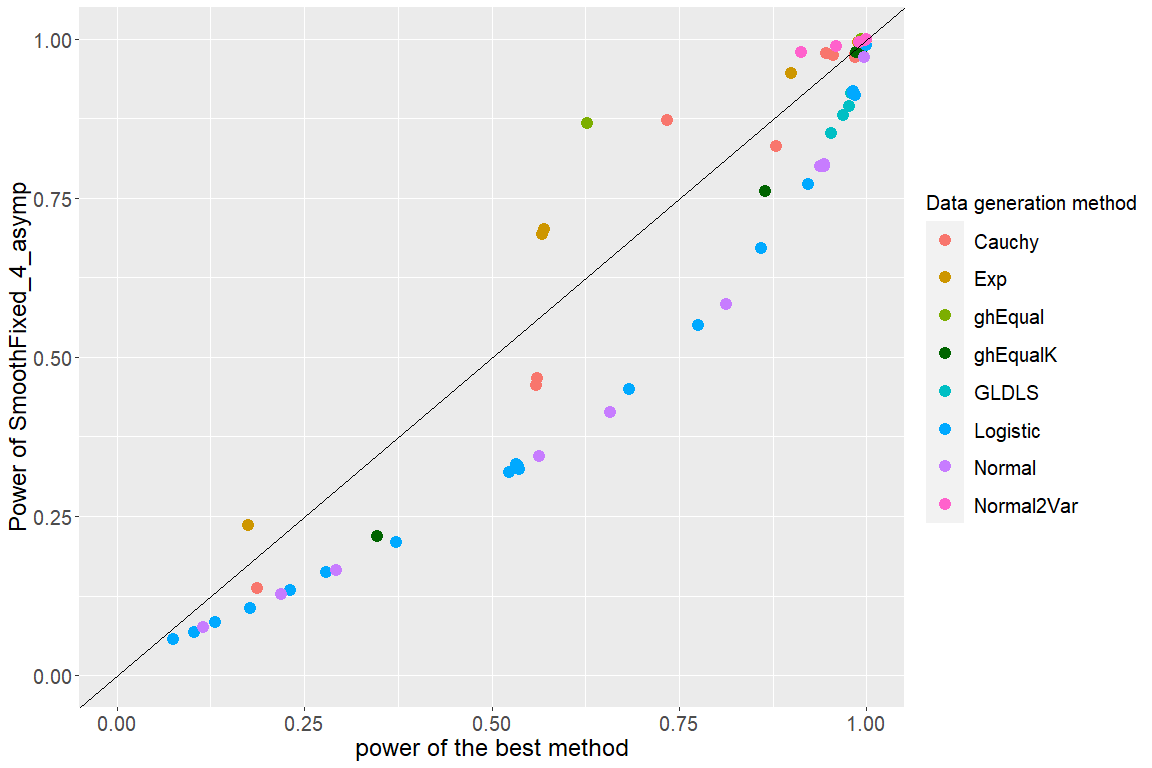 1.00
0.75
0.50
0.25
0.00
Power of SmoothFixed_4_asymp
0.00 0.25 0.50 0.75 1.00
power of the best method
Data generation method
Cauchy
Exp
ghEqual
ghEqualK
GLDLS
Logistic
Normal
Normal2Var